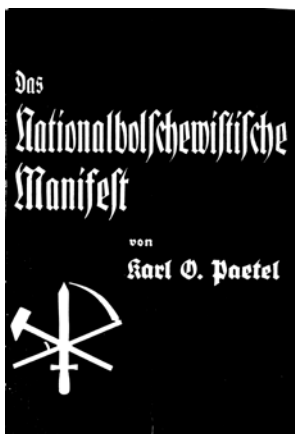 Das
Nationalbolschewistische
Manifest
von
Karl O. Paetel